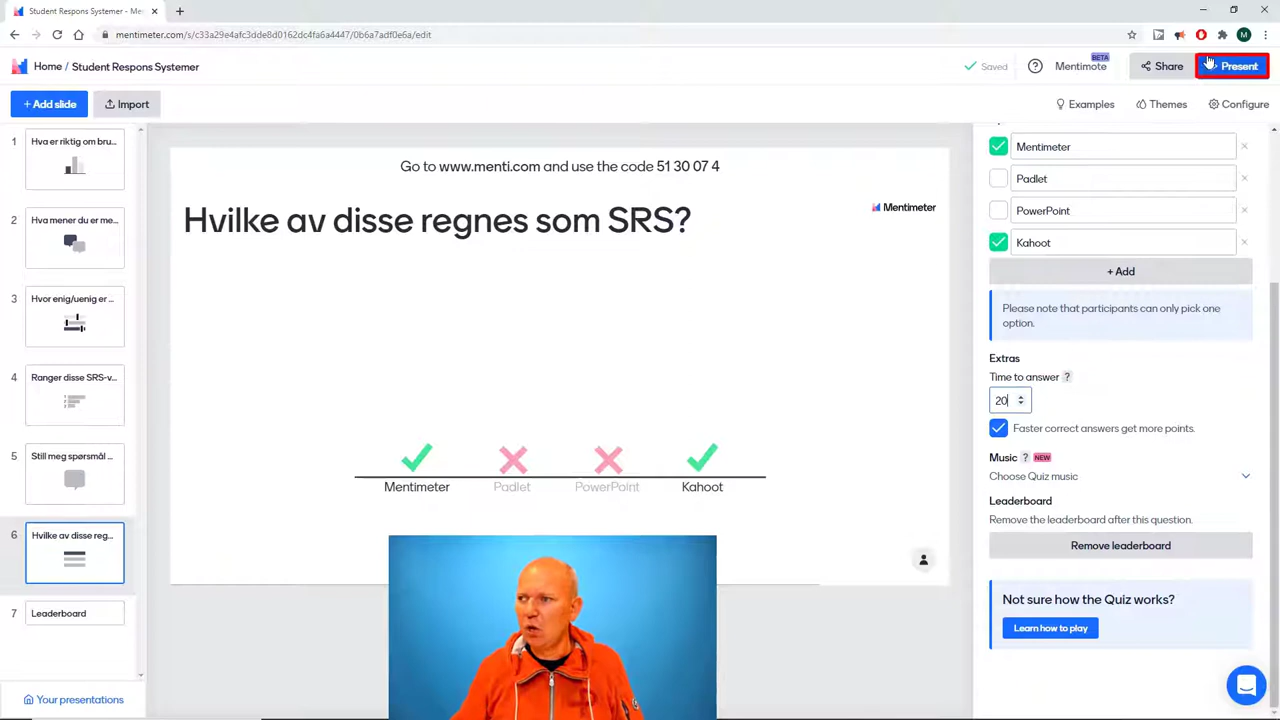 Student Respons Systemer - Me
mentimeter.com/s/c33a29e4afc3dde8d0162dc4fa6a4447/0b6a7adf0e6a/edit
M
Home / Student Respons Systemer
Saved
?
BETA
Mentimote
Share
Present
+ Add slide
Import
Examples
Themes
Configure
1
Hva er riktig om bru...
2
Hva mener du er me...
3
Hvor enig/uenig er ...
4
Ranger disse SRS-v...
5
Still meg spørsmål ...
6
Hvilke av disse reg...
7
Leaderboard
Your presentations
Go to www.menti.com and use the code 51 30 07 4
Hvilke av disse regnes som SRS?
Mentimeter
Mentimeter
Padlet
PowerPoint
Kahoot
Mentimeter
Padlet
PowerPoint
Kahoot
+ Add
Please note that participants can only pick one
option.
Extras
Time to answer ?
20
Faster correct answers get more points.
Music ? NEW
Choose Quiz music
Leaderboard
Remove the leaderboard after this question.
Remove leaderboard
Not sure how the Quiz works?
Learn how to play